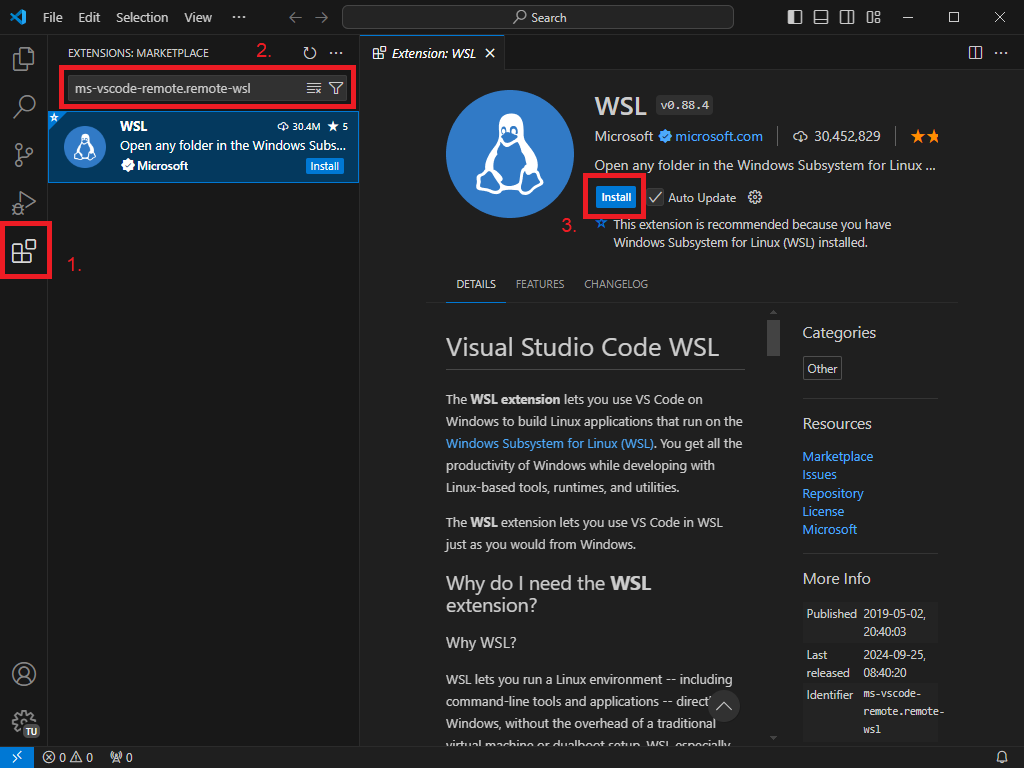 File Edit Selection View ··· Search
EXTENSIONS: MARKETPLACE 2. ···
Extension: WSL
ms-vscode-remote.remote-wsl
WSL 30.4M 5
Open any folder in the Windows Subs...
Microsoft Install
1.
WSL v0.88.4
Microsoft microsoft.com 30,452,829
Open any folder in the Windows Subsystem for Linux ...
Install Auto Update
3.
This extension is recommended because you have
Windows Subsystem for Linux (WSL) installed.
DETAILS FEATURES CHANGELOG
Visual Studio Code WSL
The WSL extension lets you use VS Code on
Windows to build Linux applications that run on the
Windows Subsystem for Linux (WSL). You get all the
productivity of Windows while developing with
Linux-based tools, runtimes, and utilities.
The WSL extension lets you use VS Code in WSL
just as you would from Windows.
Why do I need the WSL
extension?
Why WSL?
WSL lets you run a Linux environment -- including
command-line tools and applications -- directly
Windows, without the overhead of a traditional
virtual machine or dualboot setup. WSL especially
Categories
Other
Resources
Marketplace
Issues
Repository
License
Microsoft
More Info
Published 2019-05-02,
20:40:03
Last 2024-09-25,
released 08:40:20
Identifier ms-vscode-
remote.remote-
wsl
TU
0 0 0